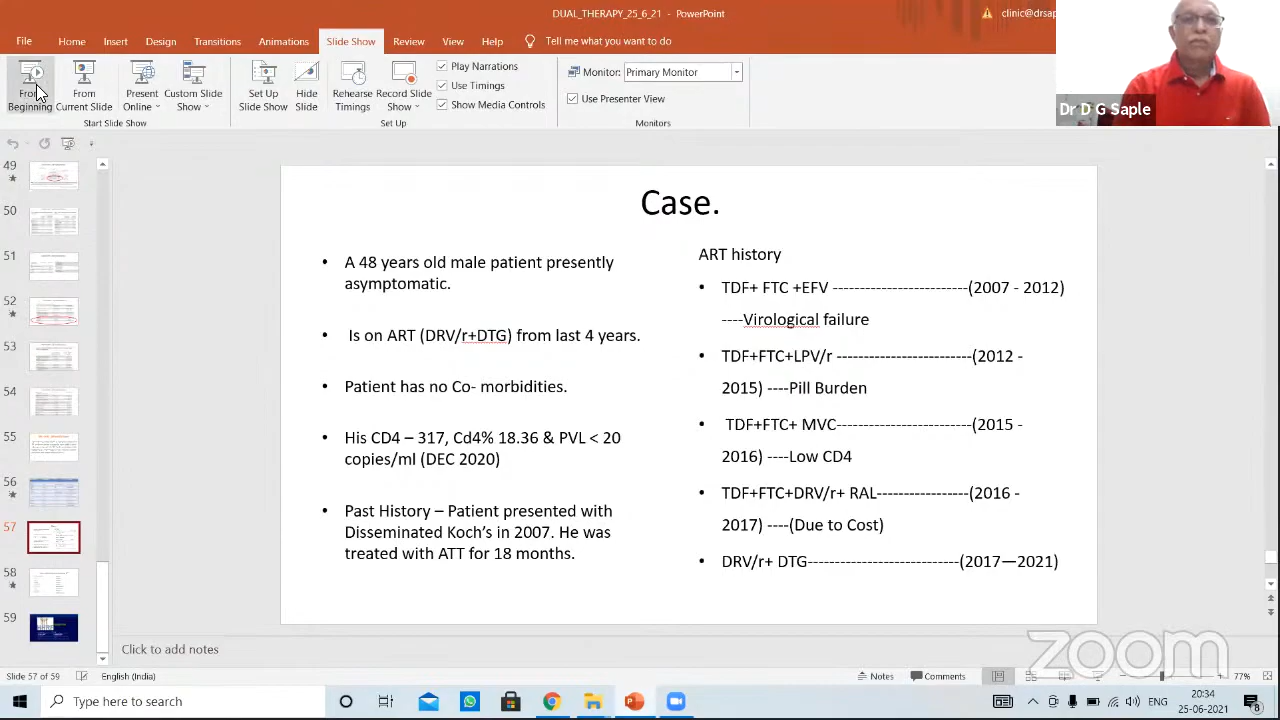 DUAL_THERAPY_25_6_21 - PowerPoint
clinic@drsap
File Home Insert Design Transitions Animations Slide Show Review View Help Tell me what you want to do
From Beginning
From Current Slide
Present Online
Custom Slide Show
Set Up Slide Show
Hide Slide
Rehearse Timings
Record Slide Show
Play Narrations
Use Timings
Show Media Controls
Monitor: Primary Monitor
Use Presenter View
Start Slide Show
Set Up
Monitors
Dr D G Saple
49
56
57
59
Case.
A 48 years old male patient presently
asymptomatic.
Is on ART (DRV/r+DTG) from last 4 years.
Patient has no Comorbidities.
His CD4 – 317, CD4% 18.36 & PVL < 20
copies/ml (DEC 2020)
Past History – Patient presented with
Disseminated Koch's in 2007. He was
treated with ATT for 18 months.
ART history
TDF+ FTC +EFV -------------------------(2007 - 2012)
----Virological failure
TDF+FTC+LPV/r -------------------------(2012 -
2015) ----Pill Burden
TDF+FTC+ MVC-------------------------(2015 -
2016) ----Low CD4
TDF+FTC+DRV/r+ RAL-----------------(2016 -
2017) ----(Due to Cost)
DRV/r+ DTG----------------------------(2017—2021)
Click to add notes
zoom
Slide 57 of 59 English (India) Notes Comments 77%
Type here to search
ENG
20:34
25-06-2021